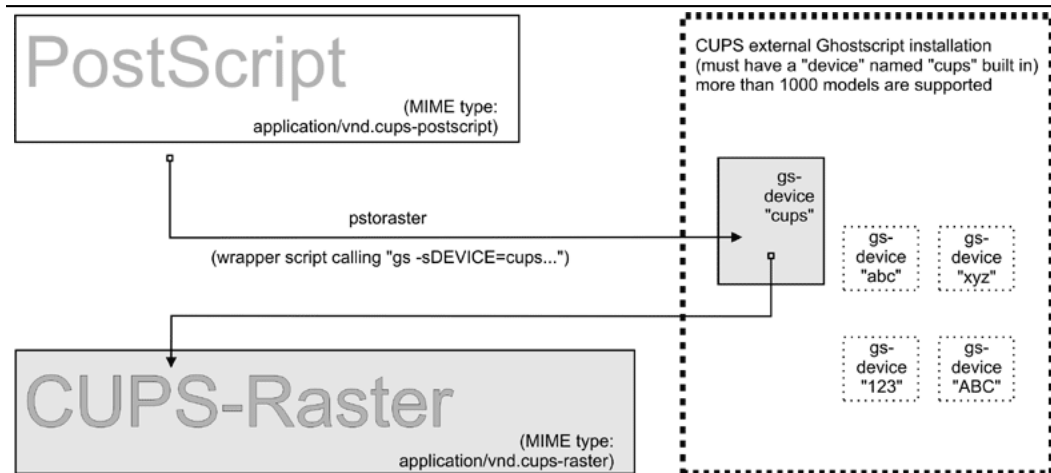 PostScript
(MIME type:
application/vnd.cups-postscript)
CUPS external Ghostscript installation
(must have a "device" named "cups" built in)
more than 1000 models are supported
gs-
device
"cups"
pstoraster
(wrapper script calling "gs -sDEVICE=cups...")
gs-
device
"abc"
gs-
device
"xyz"
gs-
device
"123"
gs-
device
"ABC"
CUPS-Raster
(MIME type:
application/vnd.cups-raster)